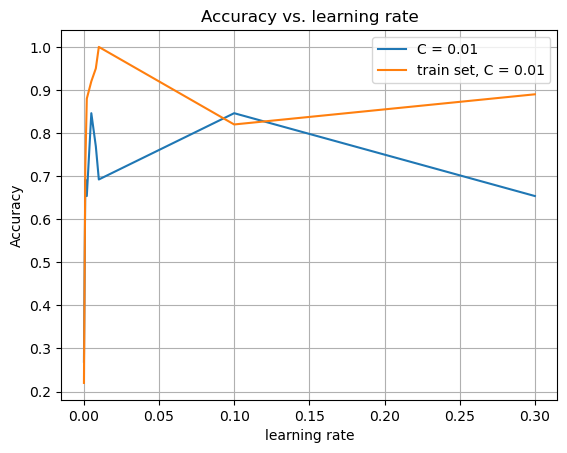 Accuracy vs. learning rate
C = 0.01
train set, C = 0.01
1.0
0.9
0.8
0.7
0.6
0.5
0.4
0.3
0.2
Accuracy
0.00 0.05 0.10 0.15 0.20 0.25 0.30
learning rate